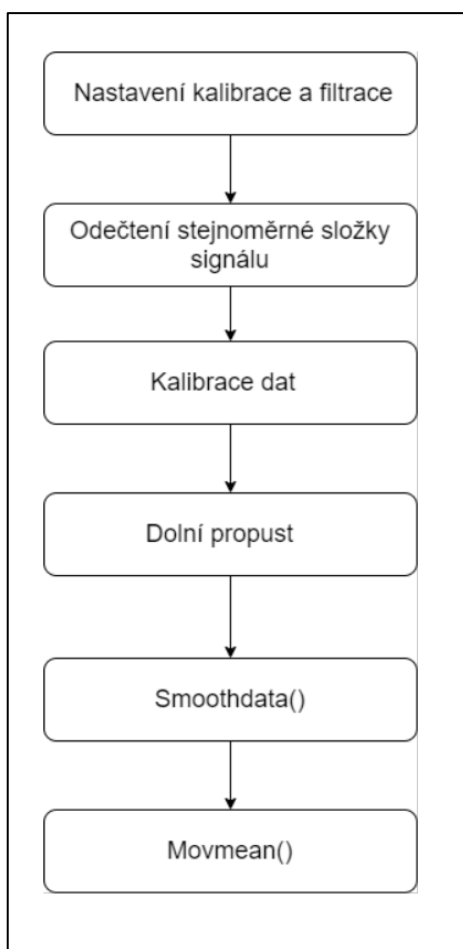 Nastavení kalibrace a filtrace
Odečtení stejnoměrné složky
signálu
Kalibrace dat
Dolní propust
Smoothdata()
Movmean()